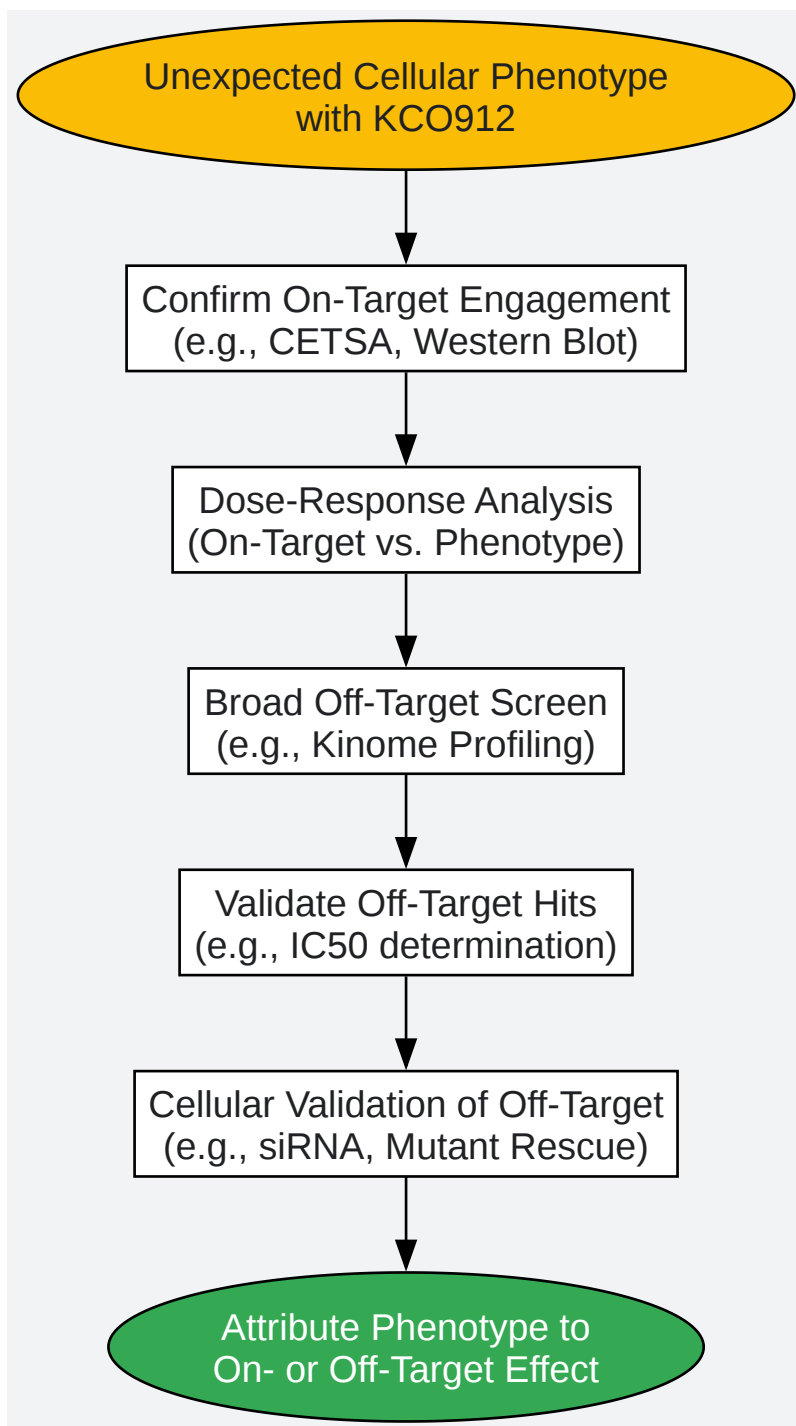 Unexpected Cellular Phenotype
with KCO912
Confirm On-Target Engagement
(e.g., CETSA, Western Blot)
Dose-Response Analysis
(On-Target vs. Phenotype)
Broad Off-Target Screen
(e.g., Kinome Profiling)
Validate Off-Target Hits
(e.g., IC50 determination)
Cellular Validation of Off-Target
(e.g., siRNA, Mutant Rescue)
Attribute Phenotype to
On- or Off-Target Effect